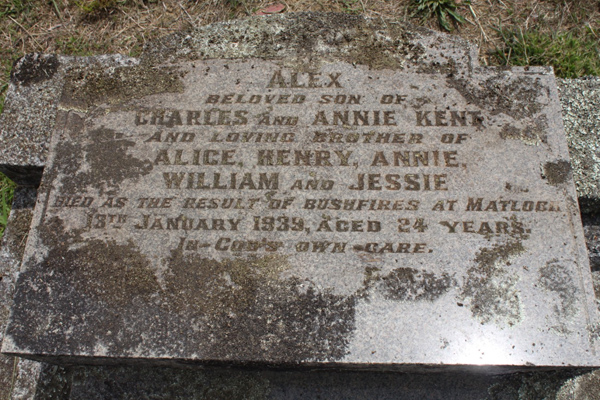 ALEX
BELOVED SON OF
CHARLES AND ANNIE KENT
AND LOVING BROTHER OF
ALICE, HENRY, ANNIE,
WILLIAM AND JESSIE
DIED AS THE RESULT OF BUSHFIRES AT MATLOCK
13TH JANUARY 1939, AGED 24 YEARS.
IN GOD'S OWN CARE.